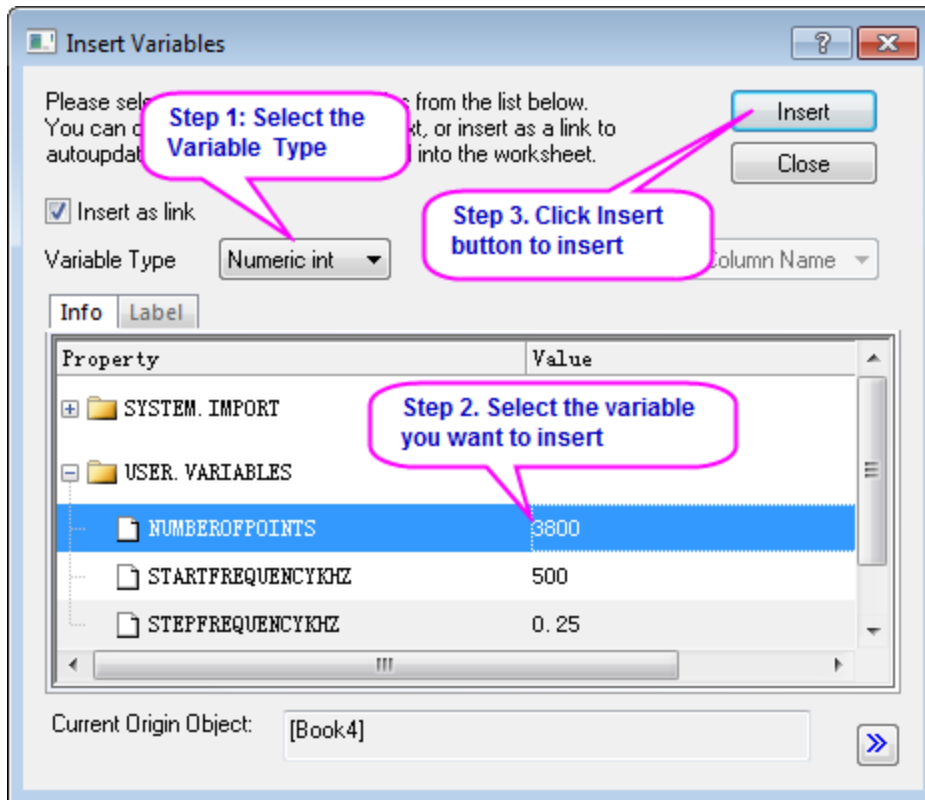 Insert Variables
Please sele s from the list below.
You can c xt, or insert as a link to
autoupdat d into the worksheet.
Step 1: Select the
Variable Type
Insert
Close
Insert as link
Step 3. Click Insert
button to insert
Variable Type
Numeric int
Column Name
Info Label
Property Value
SYSTEM.IMPORT
Step 2. Select the variable
you want to insert
USER.VARIABLES
NUMBEROFPOINTS 3800
STARTFREQUENCYKHZ 500
STEPFREQUENCYKHZ 0.25
Current Origin Object: [Book4]